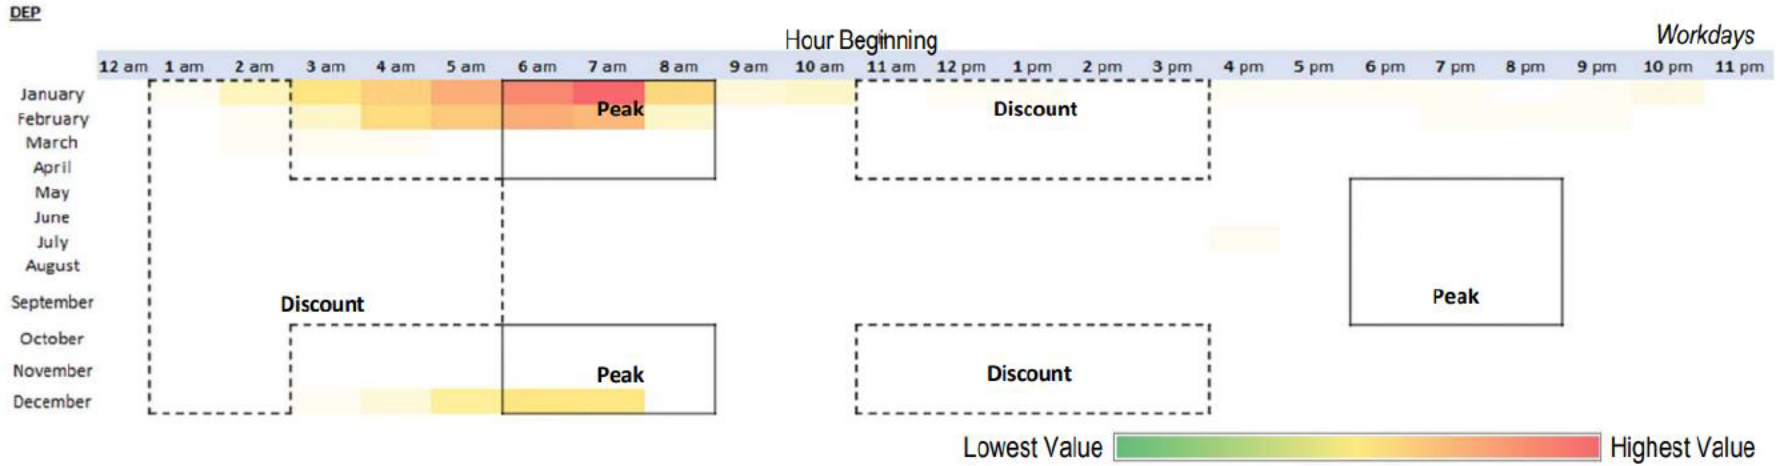 DEP
Hour Beginning
Workdays
12 am 1 am 2 am 3 am 4 am 5 am 6 am 7 am 8 am 9 am 10 am 11 am 12 pm 1 pm 2 pm 3 pm 4 pm 5 pm 6 pm 7 pm 8 pm 9 pm 10 pm 11 pm
January
Peak
Discount
February
March
April
May
June
July
August
September
Discount
Peak
October
November
Peak
Discount
December
Lowest Value
Highest Value